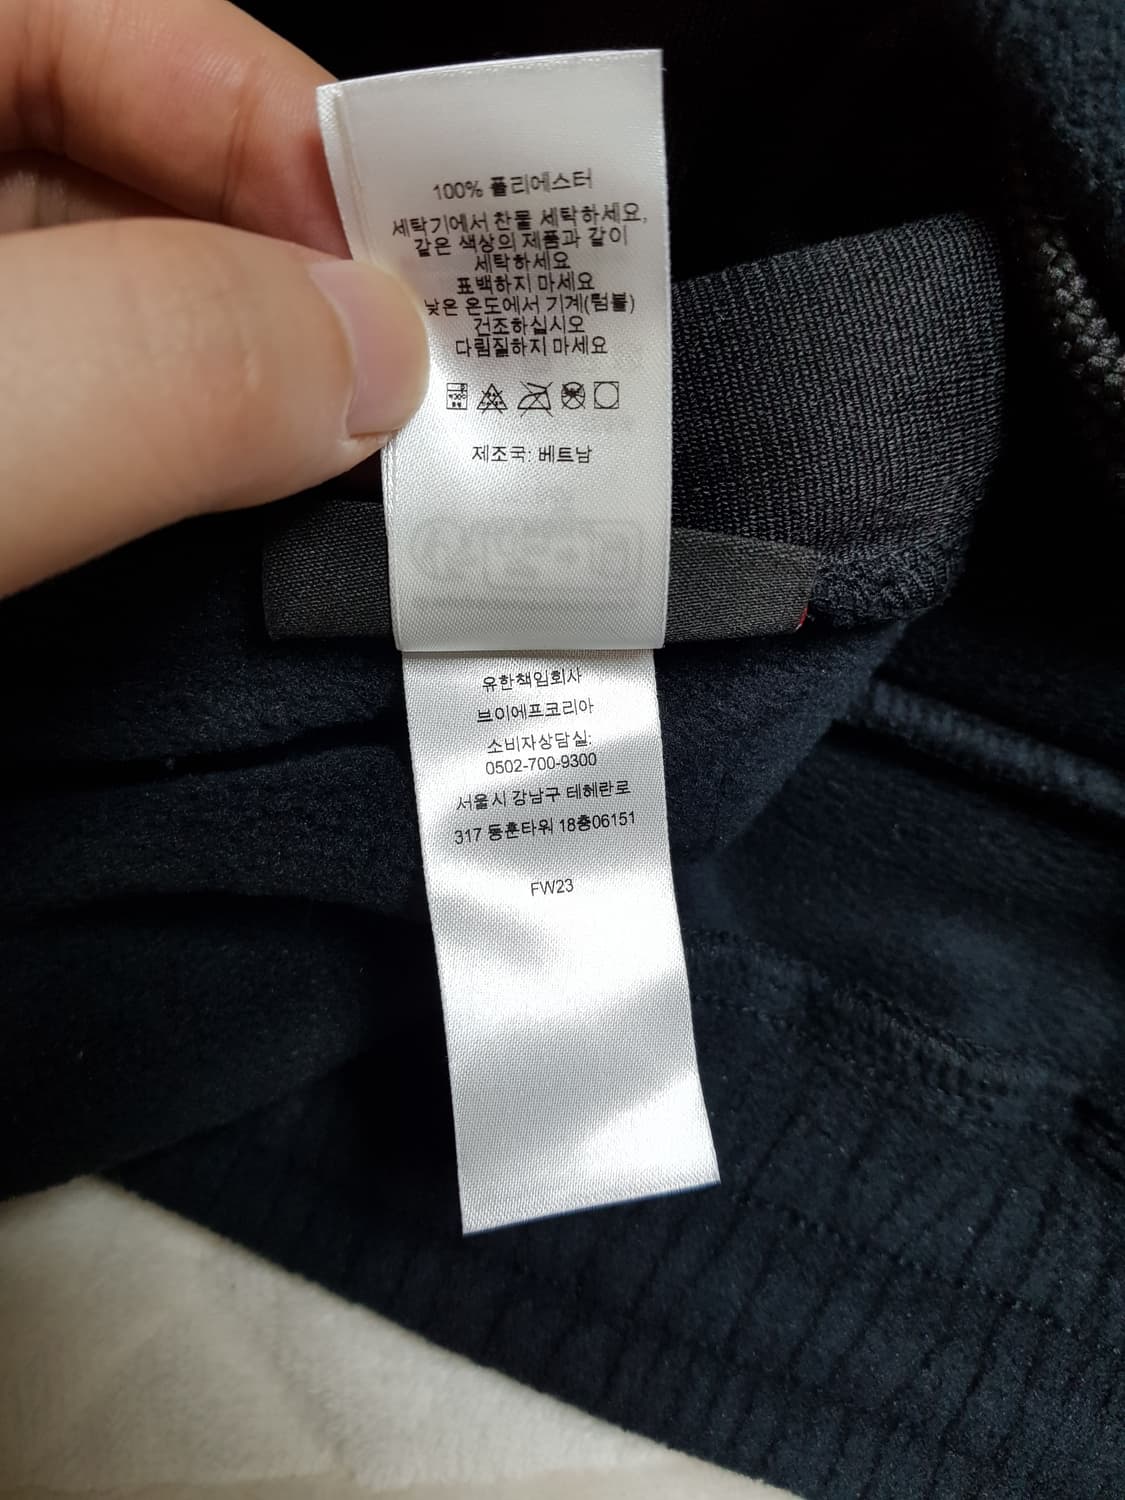 100% 폴리에스터
세탁기에서 찬물 세탁하세요,
같은 색상의 제품과 같이
세탁하세요
표백하지 마세요
낮은 온도에서 기계(텀블)
건조하십시오
다림질하지 마세요
제조국: 베트남
유한책임회사
브이에프코리아
소비자상담실:
0502-700-9300
서울시 강남구 테헤란로
317 동훈타워 18층06151
FW23